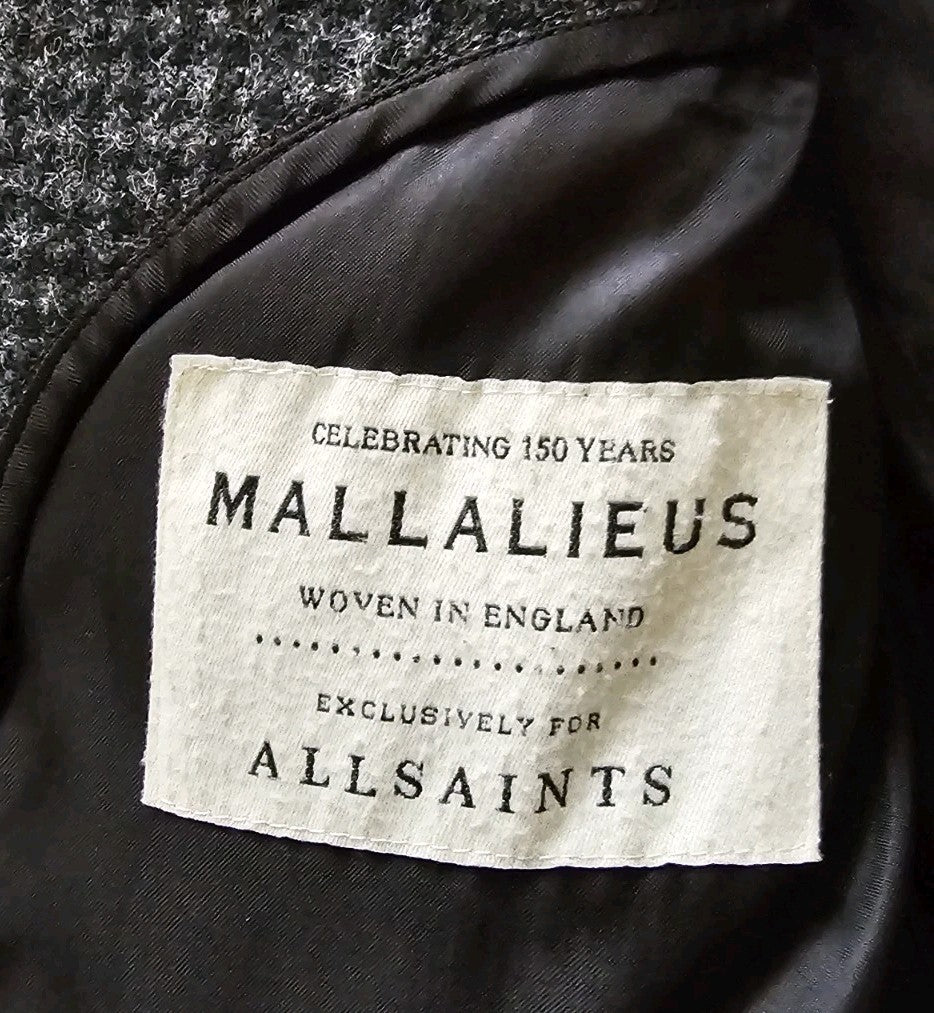 CELEBRATING 150 YEARS
MALLALIEUS
WOVEN IN ENGLAND
EXCLUSIVELY FOR
ALLSAINTS